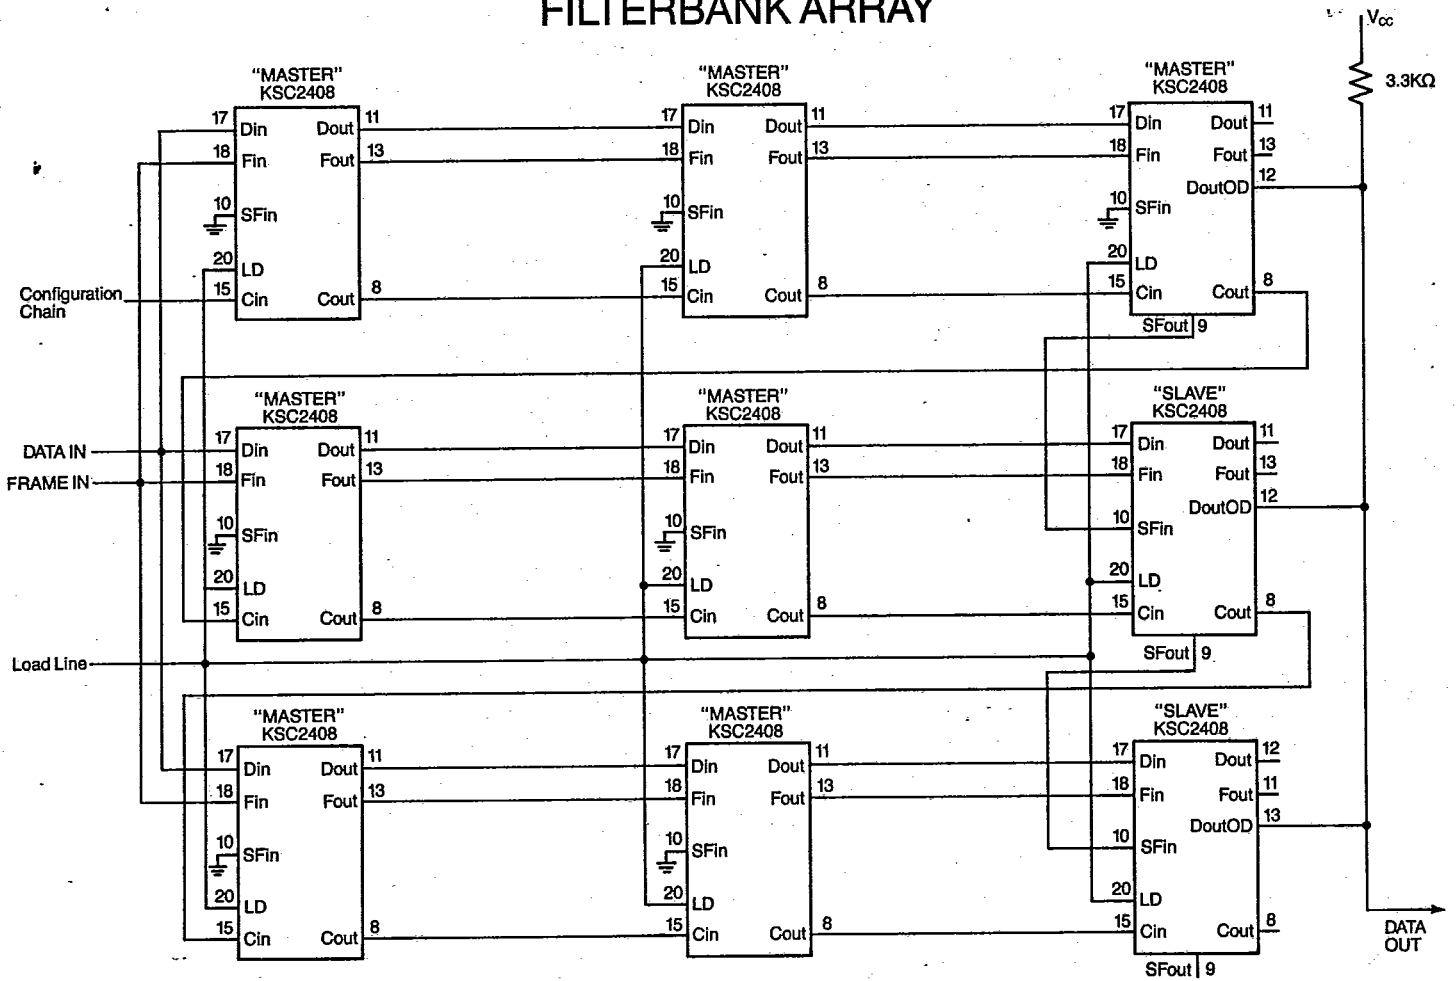 FILTERBANK ARRAY
Vcc
3.3KΩ
"MASTER"
KSC2408
17 Din Dout 11
18 Fin Fout 13
10 SFin
20 LD
15 Cin Cout 8
"MASTER"
KSC2408
17 Din Dout 11
18 Fin Fout 13
10 SFin
20 LD
15 Cin Cout 8
"MASTER"
KSC2408
17 Din Dout 11
18 Fin Fout 13
DoutOD 12
10 SFin
20 LD
15 Cin Cout 8
SFout 9
Configuration
Chain
DATA IN
FRAME IN
"MASTER"
KSC2408
17 Din Dout 11
18 Fin Fout 13
10 SFin
20 LD
15 Cin Cout 8
"MASTER"
KSC2408
17 Din Dout 11
18 Fin Fout 13
10 SFin
20 LD
15 Cin Cout 8
"SLAVE"
KSC2408
17 Din Dout 11
18 Fin Fout 13
DoutOD 12
10 SFin
20 LD
15 Cin Cout 8
SFout 9
Load Line
"MASTER"
KSC2408
17 Din Dout 11
18 Fin Fout 13
10 SFin
20 LD
15 Cin Cout 8
"MASTER"
KSC2408
17 Din Dout 11
18 Fin Fout 13
10 SFin
20 LD
15 Cin Cout 8
"SLAVE"
KSC2408
17 Din Dout 12
18 Fin Fout 11
DoutOD 13
10 SFin
20 LD
15 Cin Cout 8
SFout 9
DATA
OUT